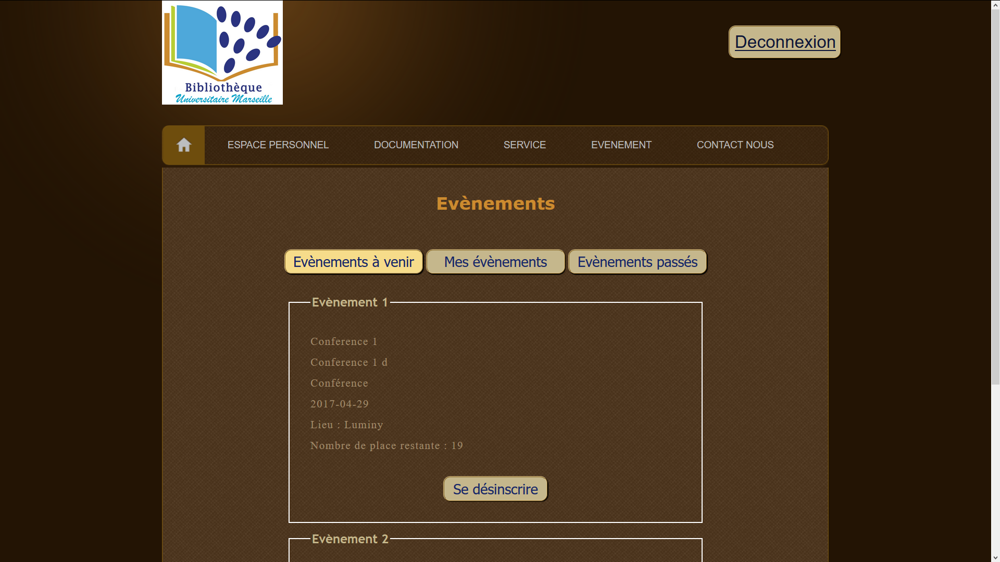 Bibliothèque
Universitaire Marseille
Deconnexion
ESPACE PERSONNEL DOCUMENTATION SERVICE EVENEMENT CONTACT NOUS
Evènements
Evènements à venir Mes évènements Evènements passés
Evènement 1
Conference 1
Conference 1 d
Conférence
2017-04-29
Lieu : Luminy
Nombre de place restante : 19
Se désinscrire
Evènement 2